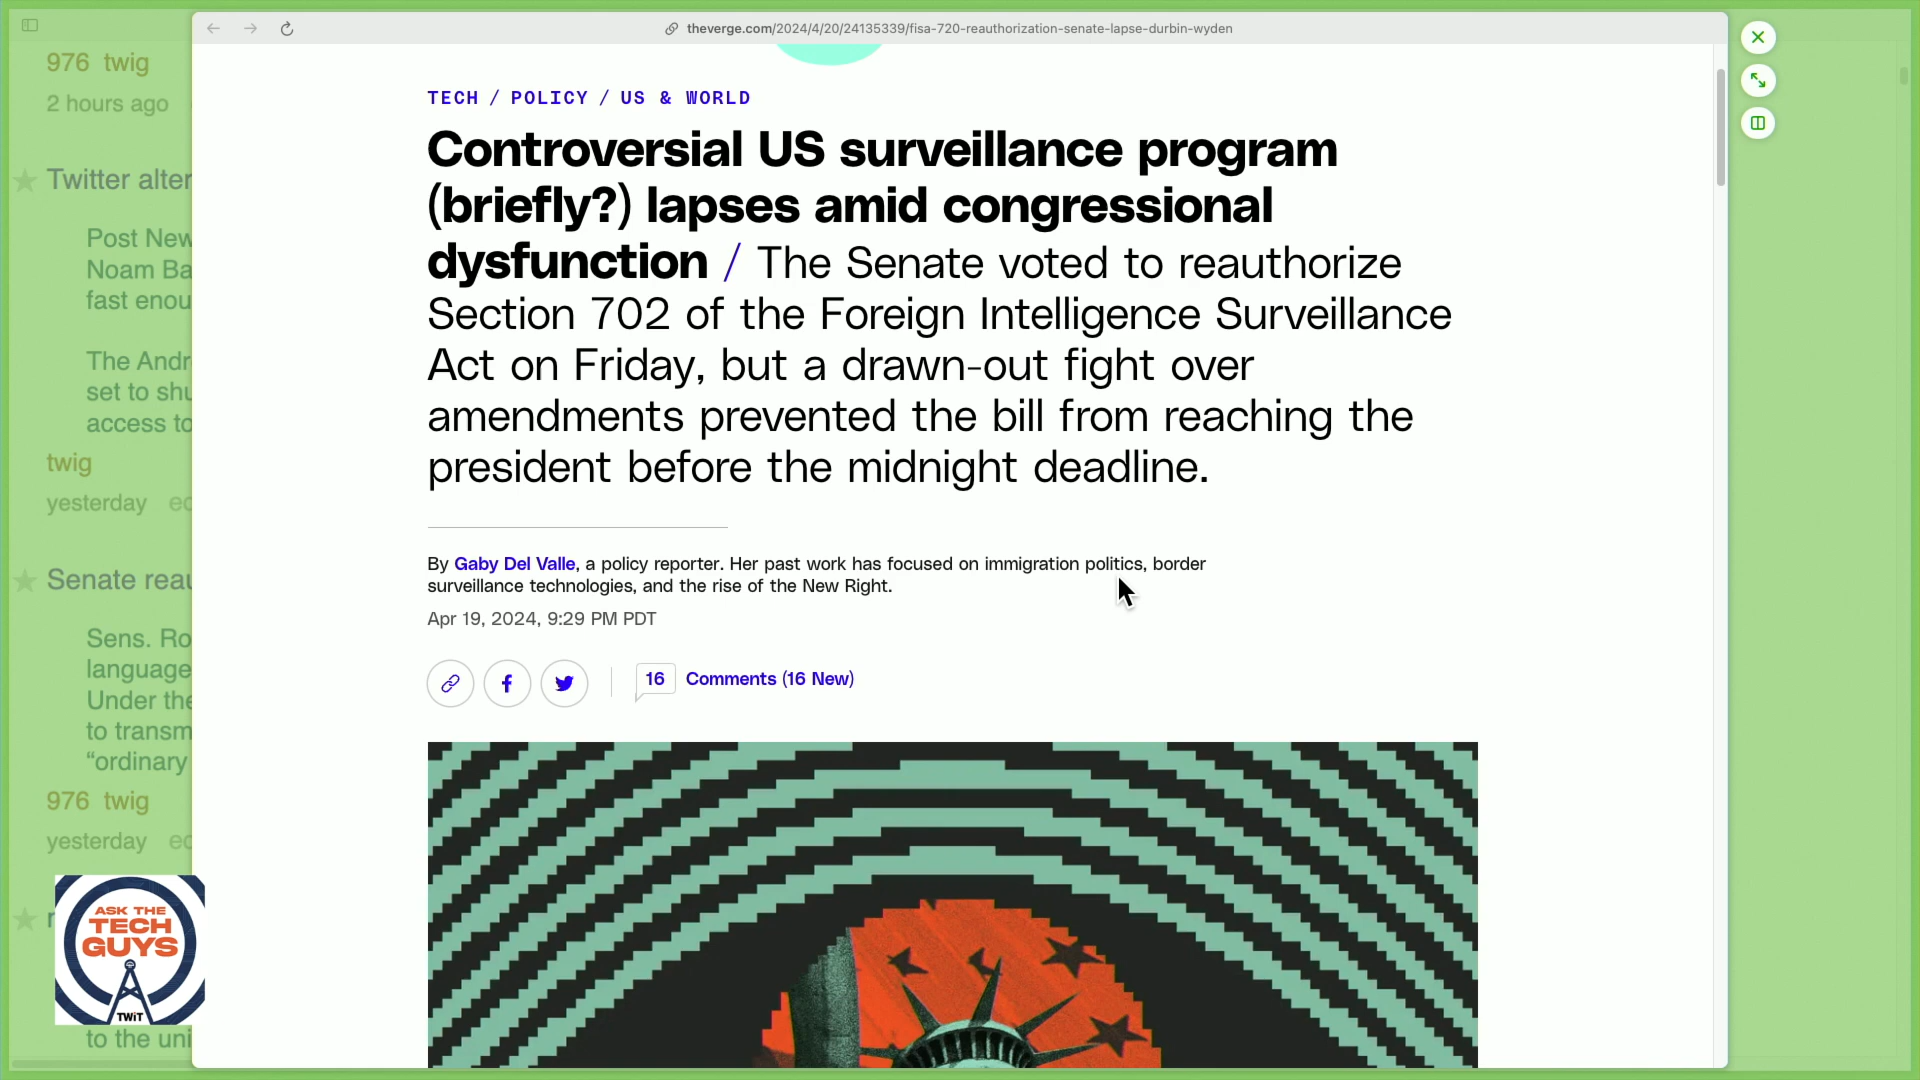 theverge.com/2024/4/20/24135339/fisa-720-reauthorization-senate-lapse-durbin-wyden
976 twig
2 hours ago
Twitter alter
Post New
Noam Ba
fast enou
The Andr
set to shu
access to
twig
yesterday ed
Senate reau
Sens. Ro
language
Under the
to transm
“ordinary
976 twig
yesterday ed
ASK THE
TECH
GUYS
TWiT
to the uni
TECH / POLICY / US & WORLD
Controversial US surveillance program
(briefly?) lapses amid congressional
dysfunction / The Senate voted to reauthorize
Section 702 of the Foreign Intelligence Surveillance
Act on Friday, but a drawn-out fight over
amendments prevented the bill from reaching the
president before the midnight deadline.
By Gaby Del Valle, a policy reporter. Her past work has focused on immigration politics, border
surveillance technologies, and the rise of the New Right.
Apr 19, 2024, 9:29 PM PDT
16 Comments (16 New)